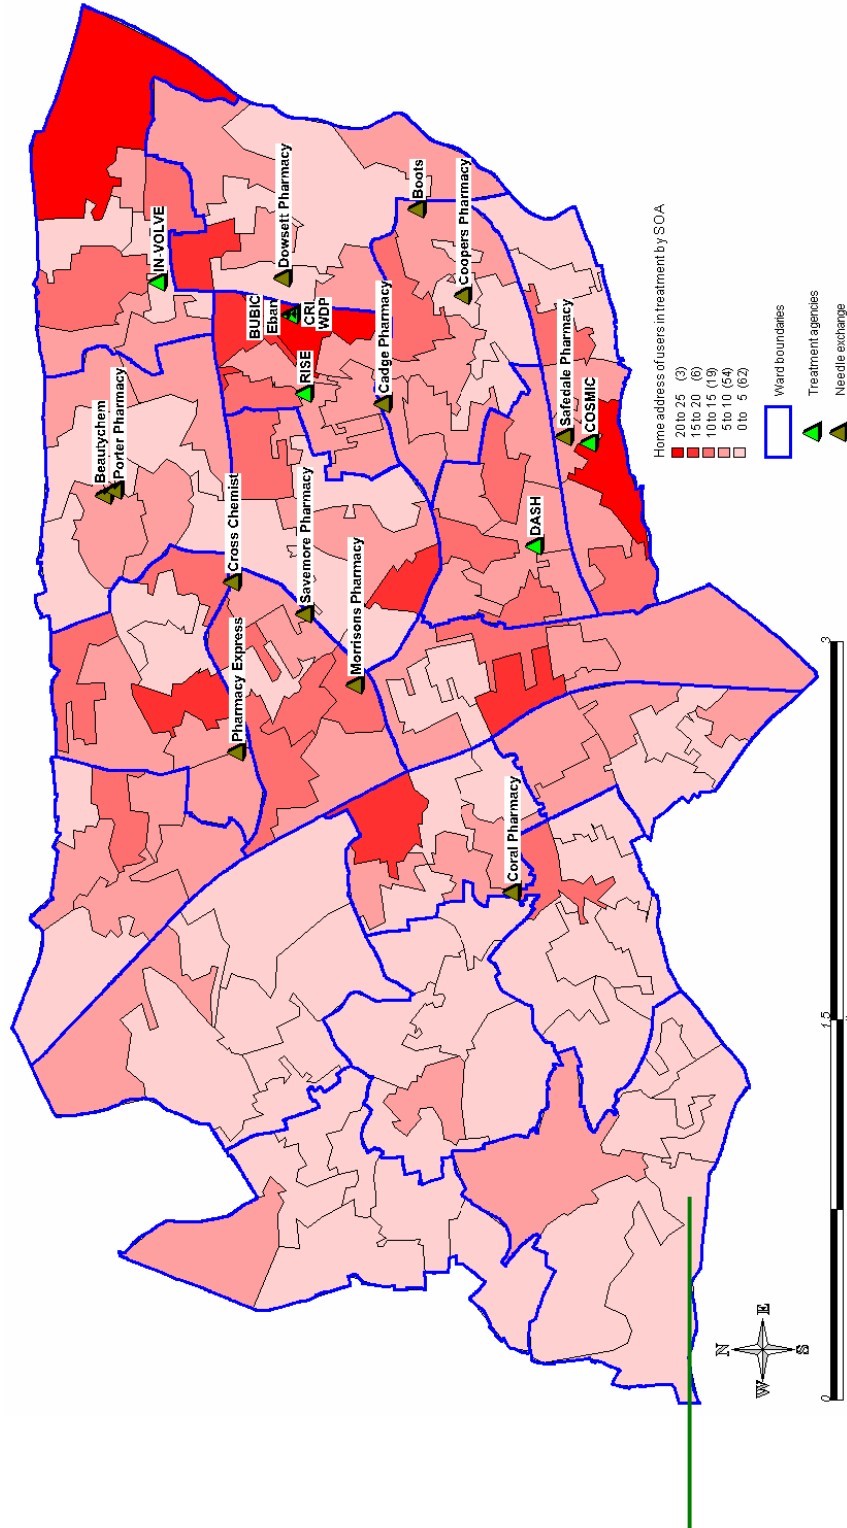 IN-VOLVE
Dowsett Pharmacy
Boots
Coopers Pharmacy
BUBIC
Eban
CRI
WDP
RISE
Cadge Pharmacy
Safedale Pharmacy
COSMIC
Beautychem
Porter Pharmacy
Cross Chemist
Savemore Pharmacy
DASH
Pharmacy Express
Morrisons Pharmacy
Coral Pharmacy
Home address of users in treatment by SOA
20 to 25 (3)
15 to 20 (6)
10 to 15 (19)
5 to 10 (54)
0 to 5 (62)
Ward boundaries
Treatment agencies
Needle exchange
N
W E
S
0 1.5 3